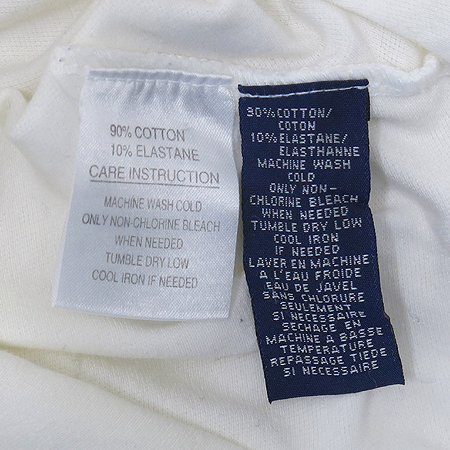 90% COTTON
10% ELASTANE
CARE INSTRUCTION
MACHINE WASH COLD
ONLY NON-CHLORINE BLEACH
WHEN NEEDED
TUMBLE DRY LOW
COOL IRON IF NEEDED
90% COTTON/
COTON
10% ELASTANE/
ELASTHANNE
MACHINE WASH
COLD
ONLY NON-
CHLORINE BLEACH
WHEN NEEDED
TUMBLE DRY LOW
COOL IRON
IF NEEDED
LAVER EN MACHINE
A L'EAU FROIDE
EAU DE JAVEL
SANS CHLORURE
SEULEMENT
SI NECESSAIRE
SECHAGE EN
MACHINE A BASSE
TEMPERATURE
REPASSAGE TIEDE
SI NECESSAIRE